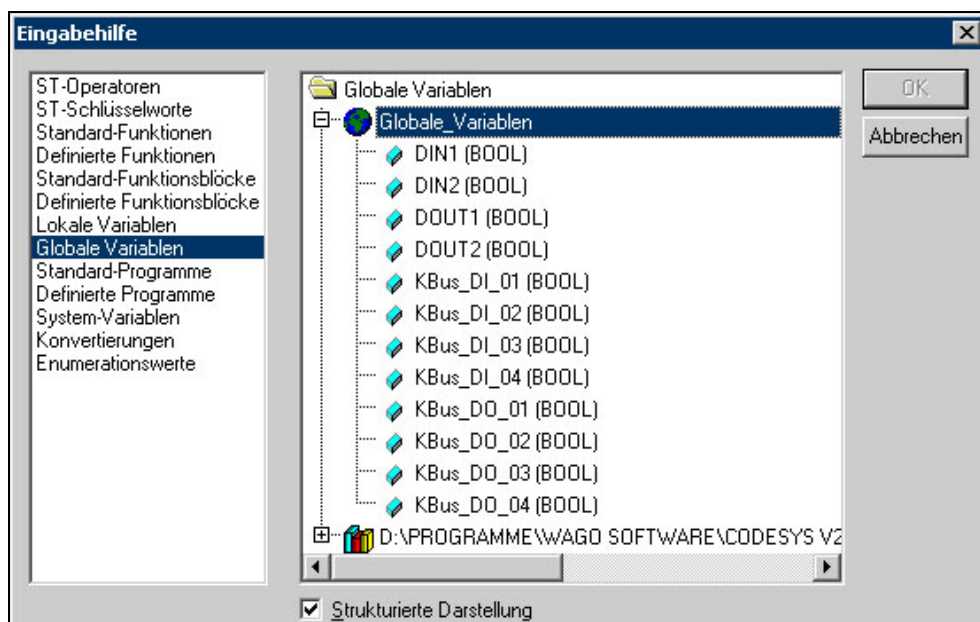 Eingabehilfe
ST-Operatoren
ST-Schlüsselworte
Standard-Funktionen
Definierte Funktionen
Standard-Funktionsblöcke
Definierte Funktionsblöcke
Lokale Variablen
Globale Variablen
Standard-Programme
Definierte Programme
System-Variablen
Konvertierungen
Enumerationswerte
Globale Variablen
Globale_Variablen
DIN1 (BOOL)
DIN2 (BOOL)
DOUT1 (BOOL)
DOUT2 (BOOL)
KBus_DI_01 (BOOL)
KBus_DI_02 (BOOL)
KBus_DI_03 (BOOL)
KBus_DI_04 (BOOL)
KBus_DO_01 (BOOL)
KBus_DO_02 (BOOL)
KBus_DO_03 (BOOL)
KBus_DO_04 (BOOL)
D:\PROGRAMME\WAGO SOFTWARE\CODESYS V2
OK
Abbrechen
Strukturierte Darstellung